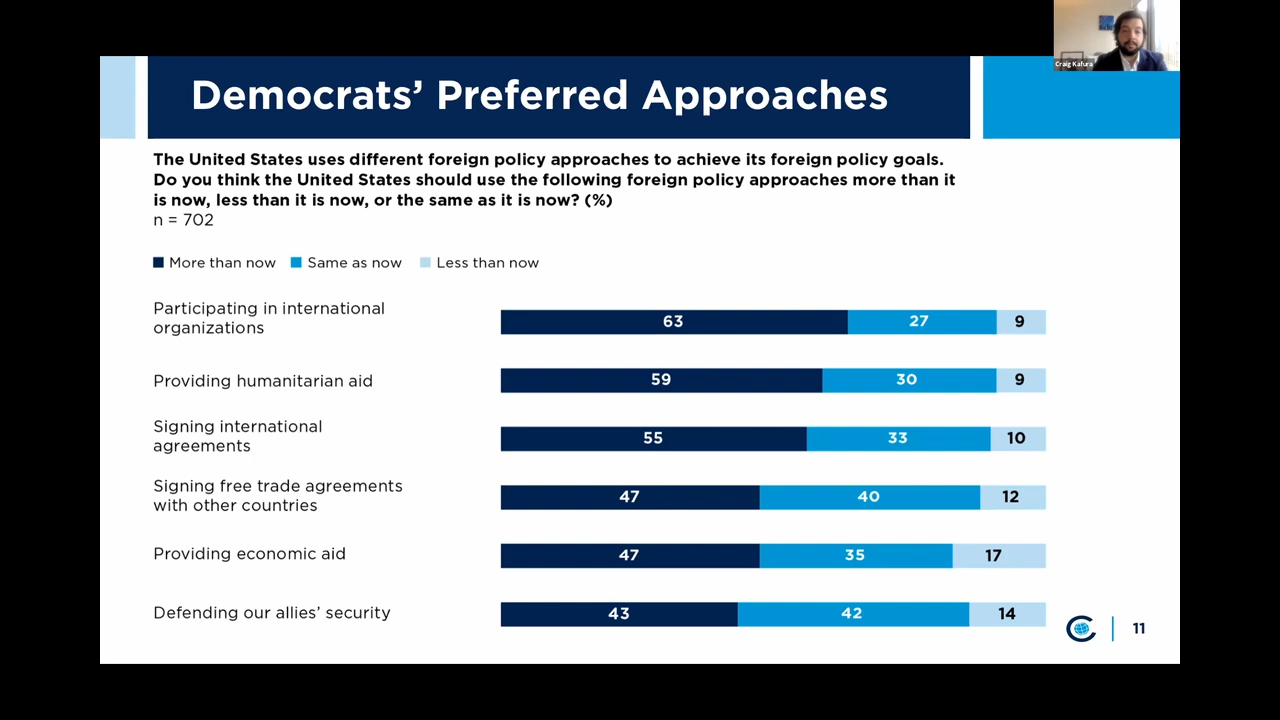 Craig Kafura
Democrats’ Preferred Approaches
The United States uses different foreign policy approaches to achieve its foreign policy goals.
Do you think the United States should use the following foreign policy approaches more than it
is now, less than it is now, or the same as it is now? (%)
n = 702
More than now Same as now Less than now
Participating in international
organizations
63 27 9
Providing humanitarian aid
59 30 9
Signing international
agreements
55 33 10
Signing free trade agreements
with other countries
47 40 12
Providing economic aid
47 35 17
Defending our allies’ security
43 42 14
11